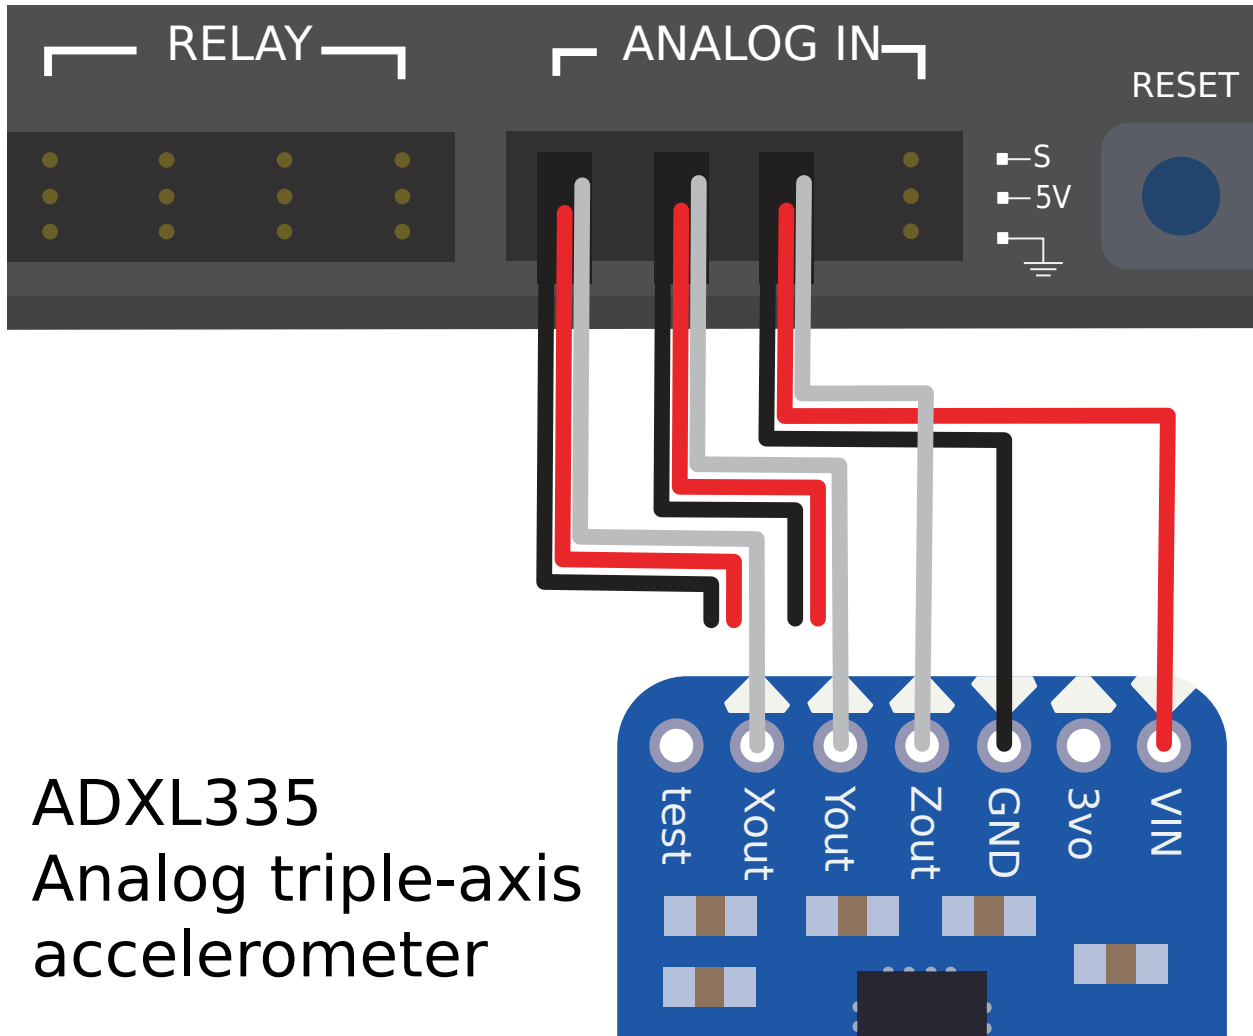 RELAY
ANALOG IN
RESET
S
5V
test
Xout
Yout
Zout
GND
3vo
VIN
ADXL335
Analog triple-axis
accelerometer